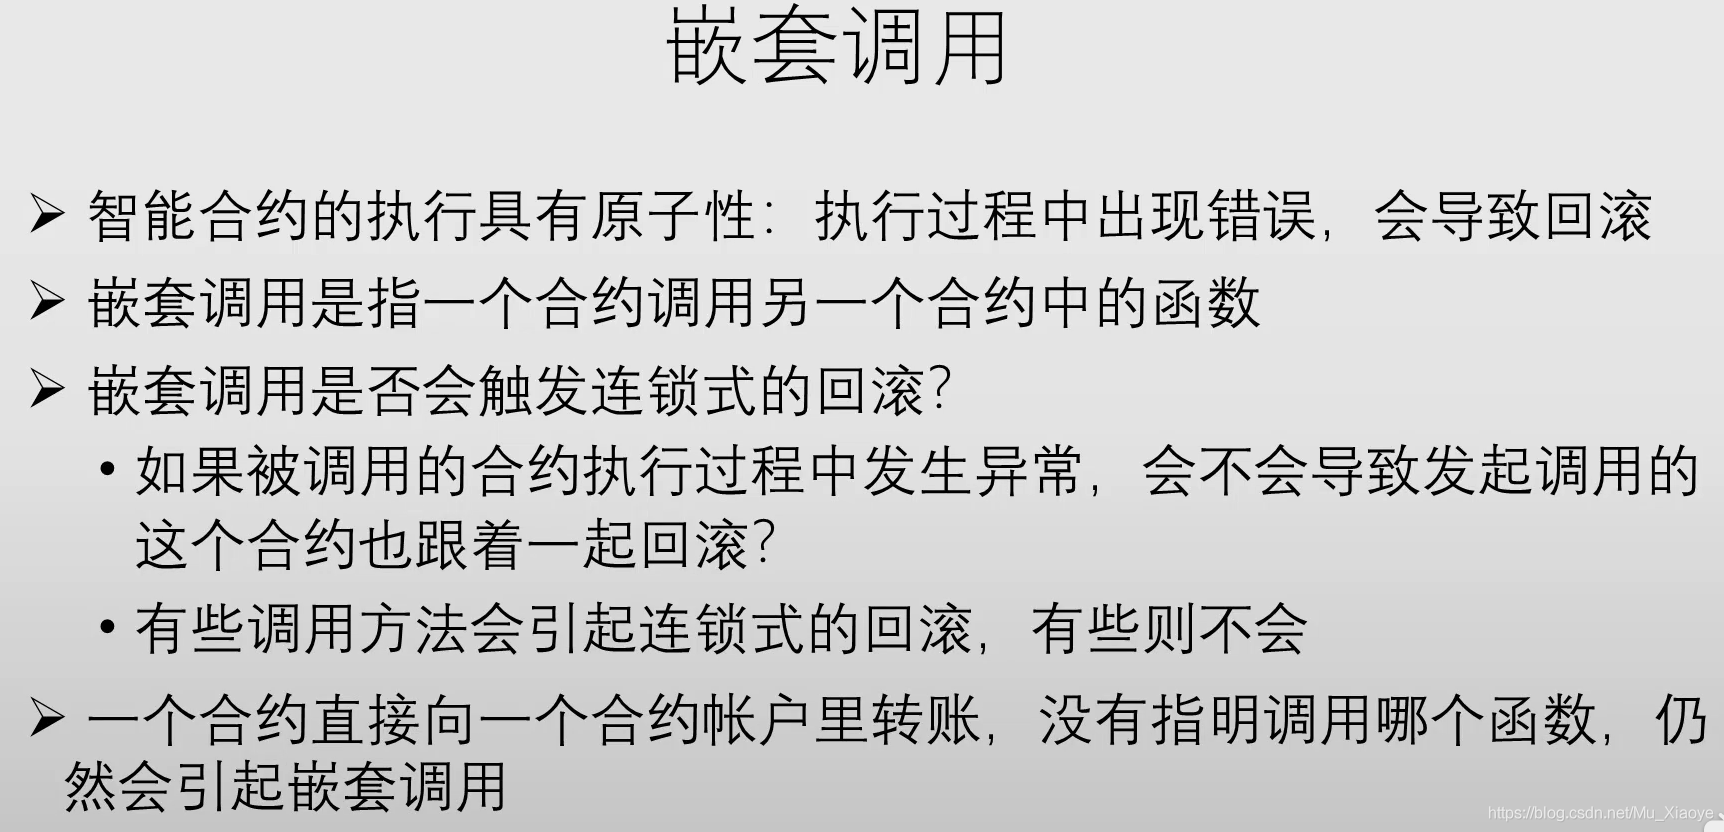 嵌套调用
➢ 智能合约的执行具有原子性：执行过程中出现错误，会导致回滚
➢ 嵌套调用是指一个合约调用另一个合约中的函数
➢ 嵌套调用是否会触发连锁式的回滚？
• 如果被调用的合约执行过程中发生异常，会不会导致发起调用的
这个合约也跟着一起回滚？
• 有些调用方法会引起连锁式的回滚，有些则不会
➢ 一个合约直接向一个合约帐户里转账，没有指明调用哪个函数，仍
然会引起嵌套调用
https://blog.csdn.net/Mu_Xiaoye